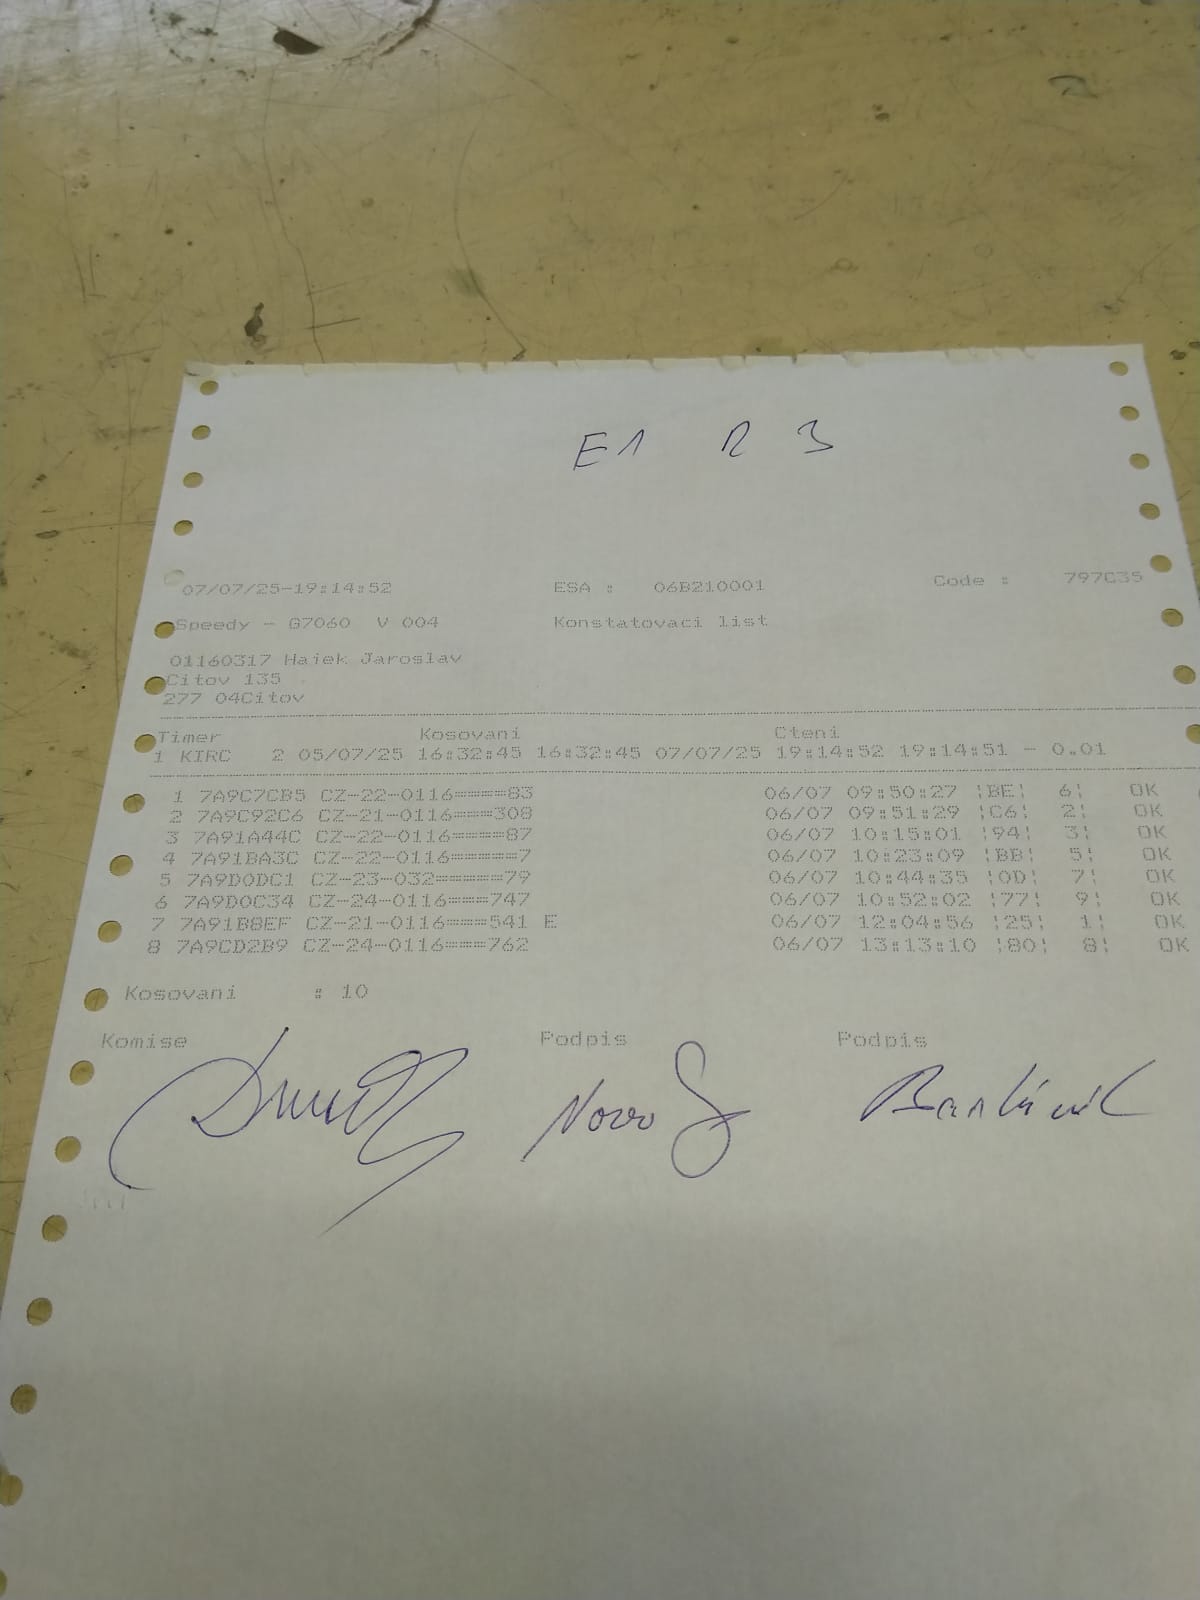 E1 R 3
07/07/25-19:14:52 ESA : 06B210001 Code : 797C35
Speedy - G7060 V 004 Konstatovaci list
01160317 Hajek Jaroslav
Citov 135
277 04Citov
Timer Kosovani Cteni
1 KIRC 2 05/07/25 16:32:45 16:32:45 07/07/25 19:14:52 19:14:51 - 0.01
1 7A9C7CB5 CZ-22-0116=====83 06/07 09:50:27 ¦BE¦ 6¦ OK
2 7A9C92C6 CZ-21-0116====308 06/07 09:51:29 ¦C6¦ 2¦ OK
3 7A91A44C CZ-22-0116=====87 06/07 10:15:01 ¦94¦ 3¦ OK
4 7A91BA3C CZ-22-0116======7 06/07 10:23:09 ¦BB¦ 5¦ OK
5 7A9D0DC1 CZ-23-032======79 06/07 10:44:35 ¦0D¦ 7¦ OK
6 7A9D0C34 CZ-24-0116====747 06/07 10:52:02 ¦77¦ 9¦ OK
7 7A91B8EF CZ-21-0116====541 E 06/07 12:04:56 ¦25¦ 1¦ OK
8 7A9CD2B9 CZ-24-0116====762 06/07 13:13:10 ¦80¦ 8¦ OK
Kosovani : 10
Komise Podpis Podpis